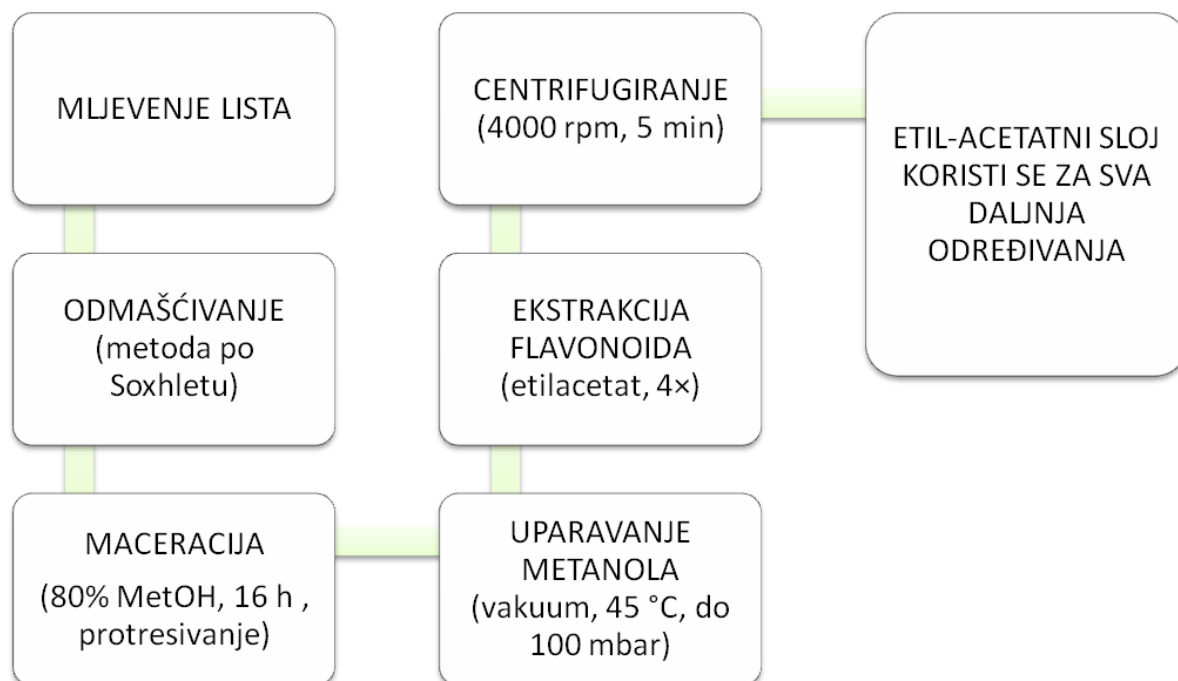 MLJEVENJE LISTA
ODMAŠĆIVANJE
(metoda po
Soxhletu)
MACERACIJA
(80% MetOH, 16 h ,
protresivanje)
UPARAVANJE
METANOLA
(vakuum, 45 °C, do
100 mbar)
EKSTRAKCIJA
FLAVONOIDA
(etilacetat, 4×)
CENTRIFUGIRANJE
(4000 rpm, 5 min)
ETIL-ACETATNI SLOJ
KORISTI SE ZA SVA
DALJNJA
ODREĐIVANJA